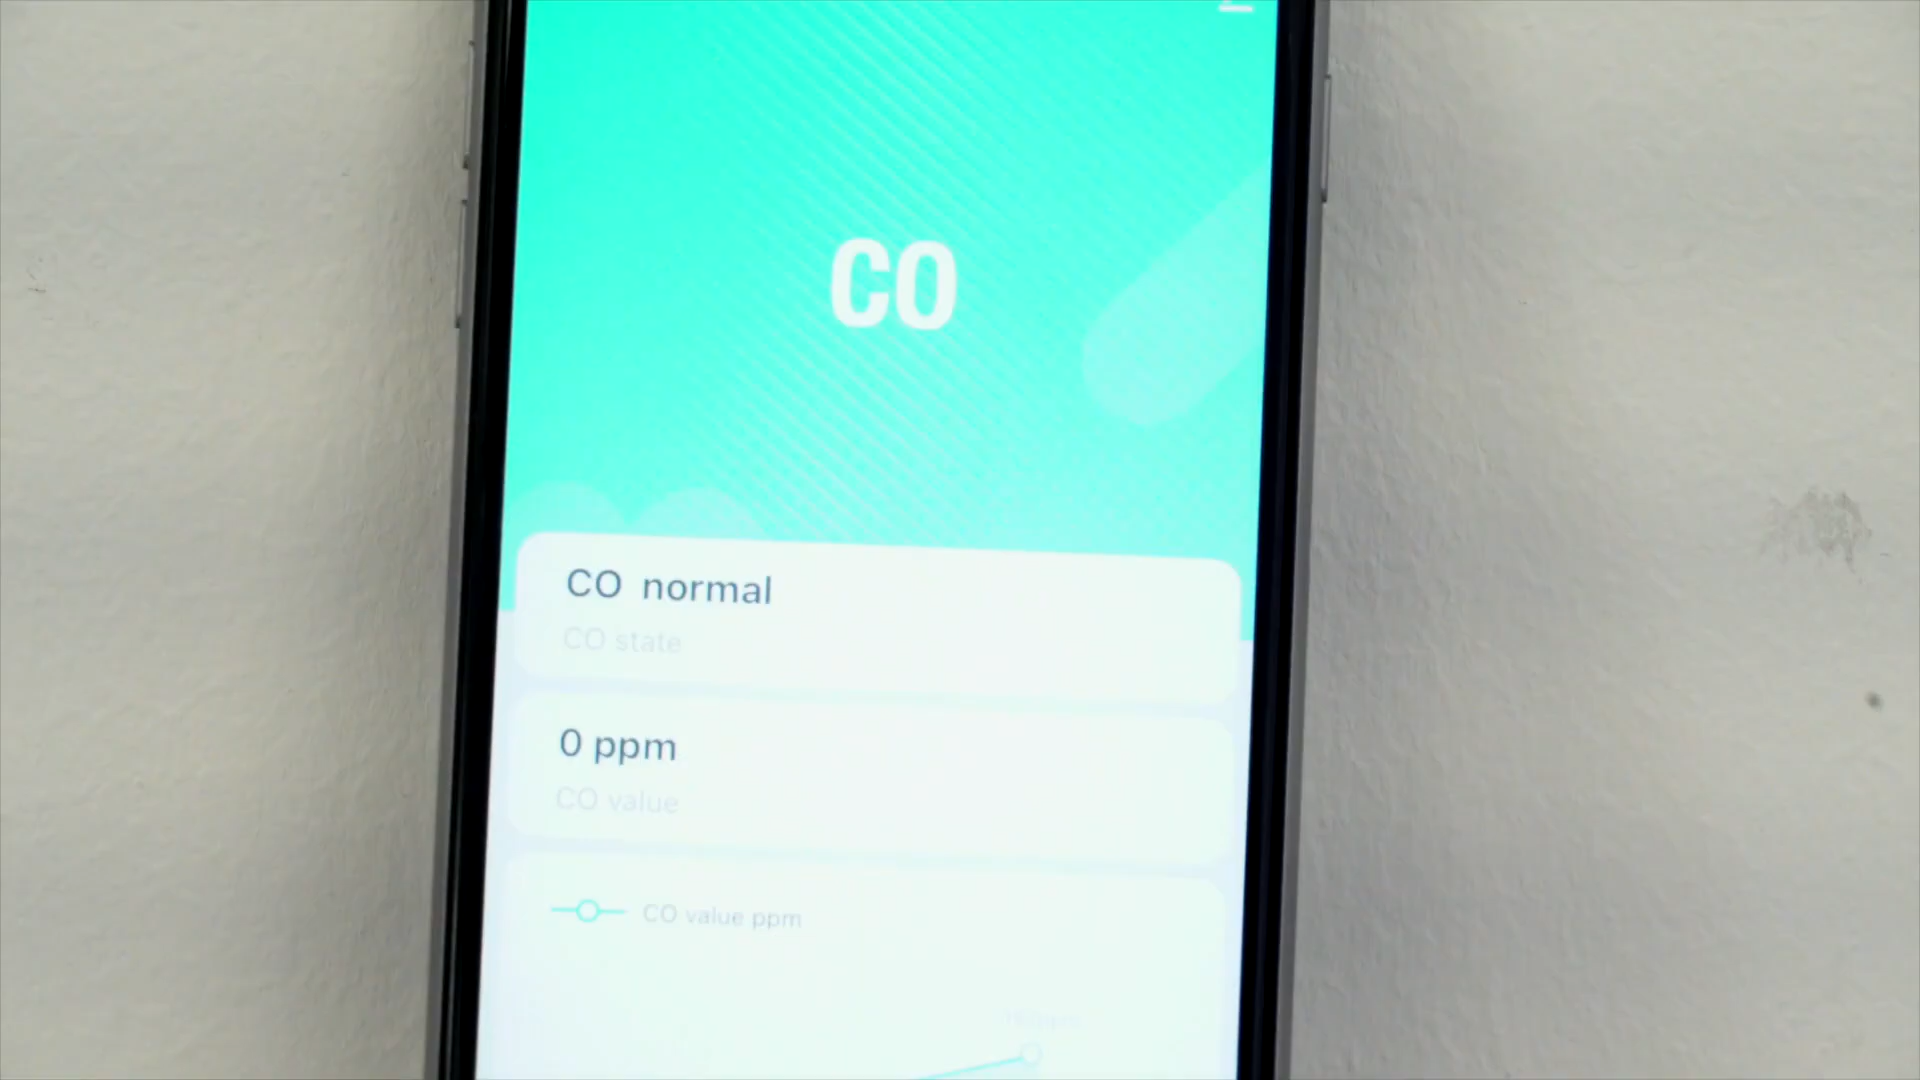 CO
CO normal
CO state
0 ppm
CO value
CO value ppm